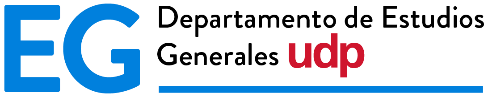 EG
Departamento de Estudios
Generales udp